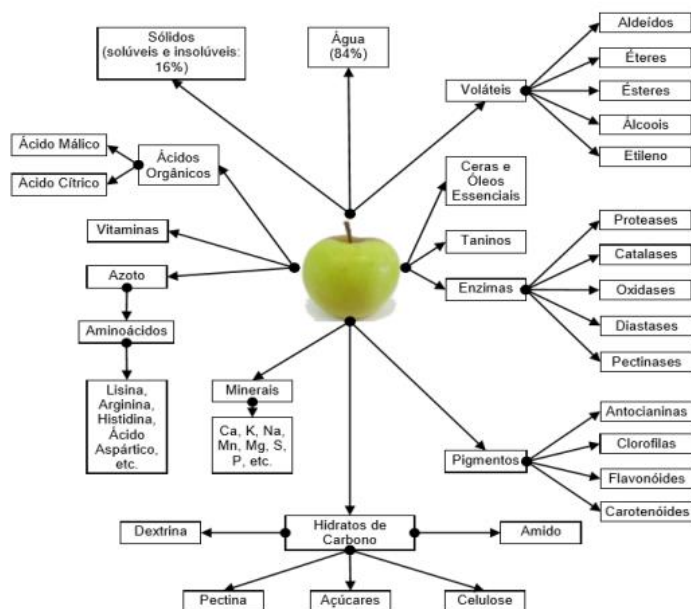 Sólidos
(solúveis e insolúveis:
16%)
Água
(84%)
Voláteis
Aldeídos
Éteres
Ésteres
Álcoois
Etileno
Ácido Málico
Ácido Cítrico
Ácidos
Orgânicos
Ceras e
Óleos
Essenciais
Vitaminas
Taninos
Azoto
Enzimas
Proteases
Catalases
Oxidases
Diastases
Pectinases
Aminoácidos
Lisina,
Arginina,
Histidina,
Ácido
Aspártico,
etc.
Minerais
Ca, K, Na,
Mn, Mg, S,
P, etc.
Pigmentos
Antocianinas
Clorofilas
Flavonóides
Carotenóides
Dextrina
Hidratos de
Carbono
Amido
Pectina
Açúcares
Celulose